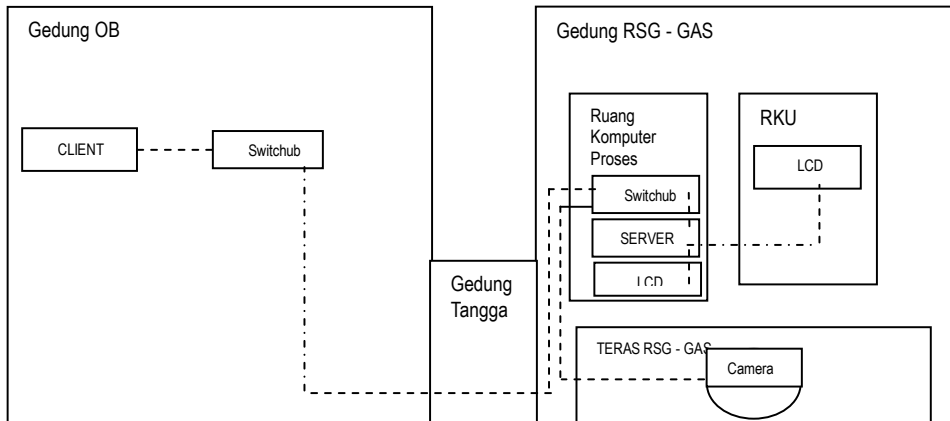 Gedung OB
CLIENT
Switchub
Gedung
Tangga
Gedung RSG - GAS
Ruang
Komputer
Proses
Switchub
SERVER
LCD
RKU
LCD
TERAS RSG - GAS
Camera